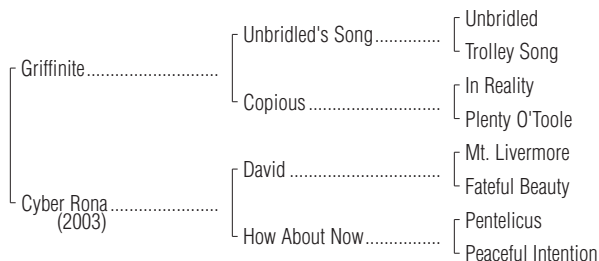 Unbridled
Unbridled's Song...............
Trolley Song
Griffinite..............................
In Reality
Copious ..............................
Plenty O'Toole
Mt. Livermore
David ..................................
Fateful Beauty
Cyber Rona.........................
(2003)
Pentelicus
How About Now.................
Peaceful Intention